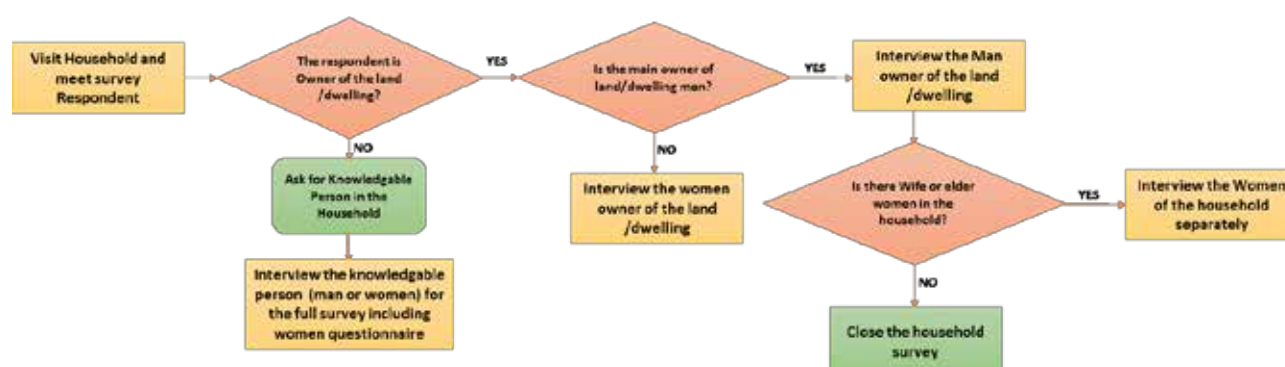 Visit Household and
meet survey
Respondent
The respondent is
Owner of the land
/dwelling?
YES
Is the main owner of
land/dwelling man?
YES
Interview the Man
owner of the land
/dwelling
NO
Ask for Knowledgable
Person in the
Household
Interview the knowledgable
person (man or women) for
the full survey including
women questionnaire
NO
Interview the women
owner of the land
/dwelling
Is there Wife or elder
women in the
household?
YES
Interview the Women
of the household
separately
NO
Close the household
survey